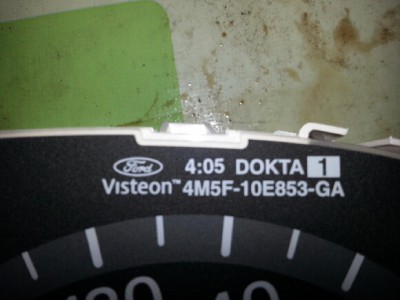 Ford 4:05 DOKTA 1
Visteon™ 4M5F-10E853-GA